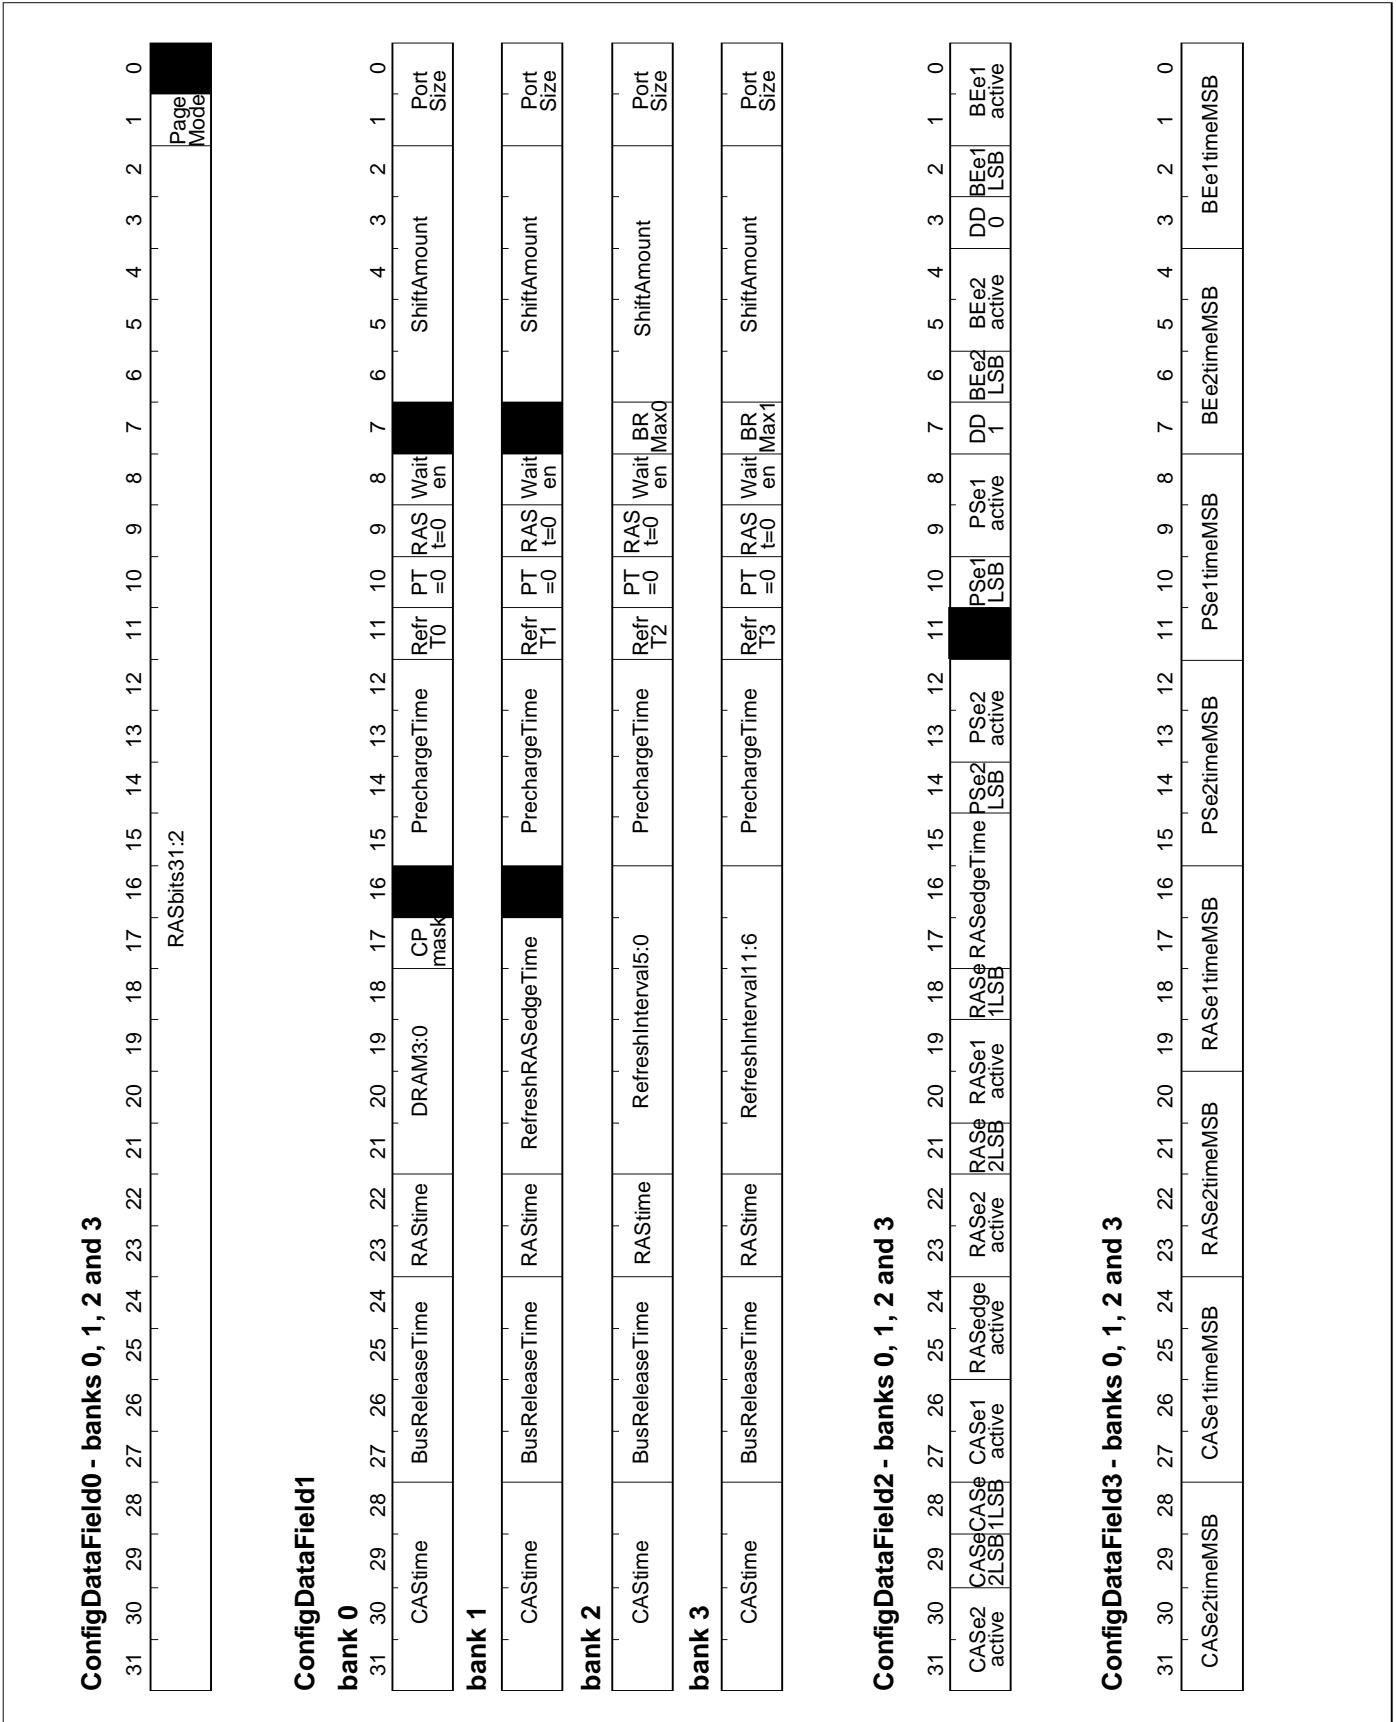 ConfigDataField0 - banks 0, 1, 2 and 3
31 30 29 28 27 26 25 24 23 22 21 20 19 18 17 16 15 14 13 12 11 10 9 8 7 6 5 4 3 2 1 0
RASbits31:2
Page
Mode
ConfigDataField1
bank 0
31 30 29 28 27 26 25 24 23 22 21 20 19 18 17 16 15 14 13 12 11 10 9 8 7 6 5 4 3 2 1 0
CAStime BusReleaseTime RAStime DRAM3:0 CP PrechargeTime Refr PT RAS Wait ShiftAmount Port
mask T0 =0 t=0 en Size
bank 1
CAStime BusReleaseTime RAStime RefreshRASedgeTime PrechargeTime Refr PT RAS Wait ShiftAmount Port
T1 =0 t=0 en Size
bank 2
CAStime BusReleaseTime RAStime RefreshInterval5:0 PrechargeTime Refr PT RAS Wait BR ShiftAmount Port
T2 =0 t=0 en Max0 Size
bank 3
CAStime BusReleaseTime RAStime RefreshInterval11:6 PrechargeTime Refr PT RAS Wait BR ShiftAmount Port
T3 =0 t=0 en Max1 Size
ConfigDataField2 - banks 0, 1, 2 and 3
31 30 29 28 27 26 25 24 23 22 21 20 19 18 17 16 15 14 13 12 11 10 9 8 7 6 5 4 3 2 1 0
CASe2 CASe CASe CASe1 RASedge RASe2 RASe RASe1 RASe RASedgeTime PSe2 PSe2 PSe1 PSe1 DD BEe2 BEe2 DD BEe1 BEe1
active 2LSB 1LSB active active active 2LSB active 1LSB LSB active LSB active 1 LSB active 0 LSB active
ConfigDataField3 - banks 0, 1, 2 and 3
31 30 29 28 27 26 25 24 23 22 21 20 19 18 17 16 15 14 13 12 11 10 9 8 7 6 5 4 3 2 1 0
CASe2timeMSB CASe1timeMSB RASe2timeMSB RASe1timeMSB PSe2timeMSB PSe1timeMSB BEe2timeMSB BEe1timeMSB